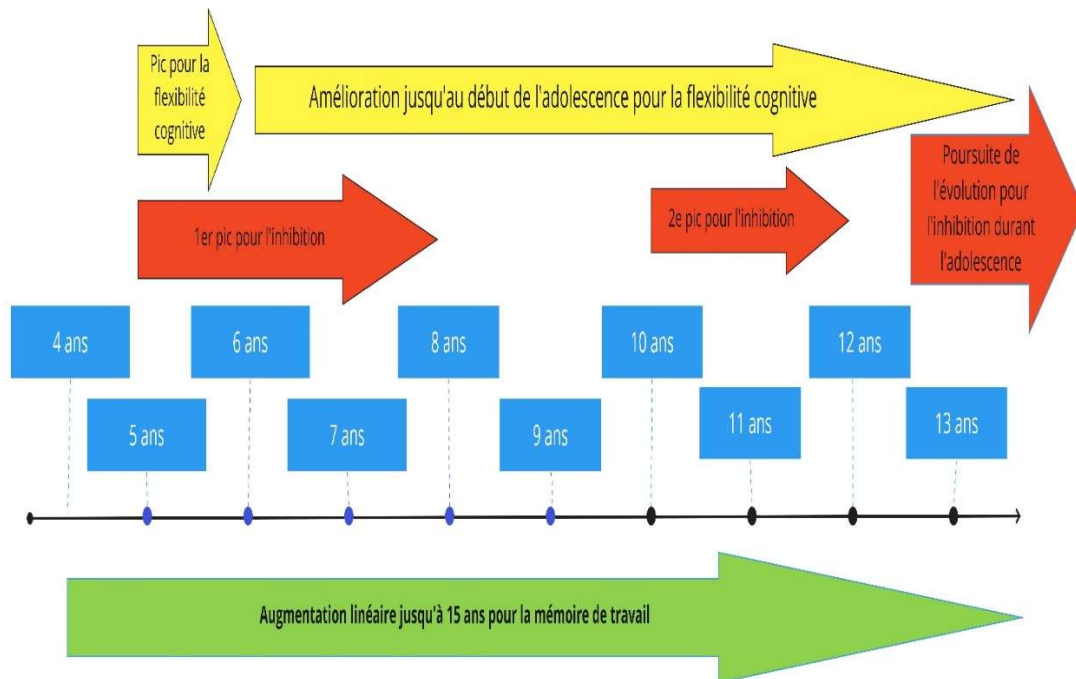 Pic pour la
flexibilité
cognitive
Amélioration jusqu'au début de l'adolescence pour la flexibilité cognitive
1er pic pour l'inhibition
2e pic pour l'inhibition
Poursuite de
l'évolution pour
l'inhibition durant
l'adolescence
4 ans
6 ans
8 ans
10 ans
12 ans
5 ans
7 ans
9 ans
11 ans
13 ans
Augmentation linéaire jusqu'à 15 ans pour la mémoire de travail